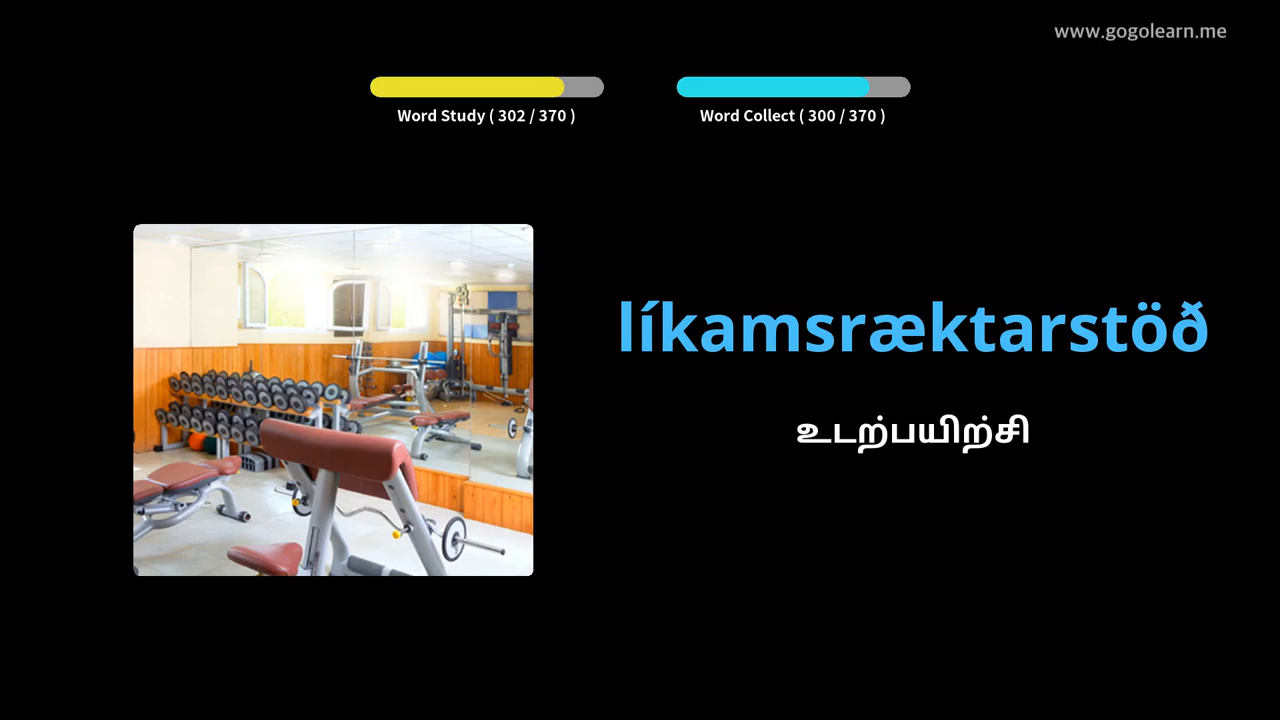 www.gogolearn.me
Word Study ( 302 / 370 )
Word Collect ( 300 / 370 )
líkamsræktarstöð
உடற்பயிற்சி